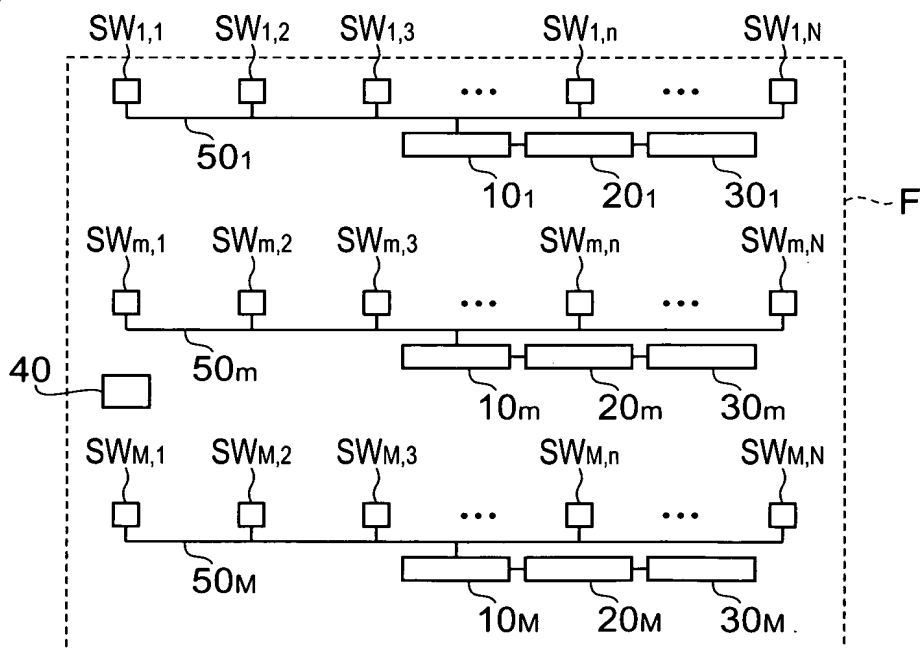 SW1,1 SW1,2 SW1,3 SW1,n SW1,N
501
101 201 301
F
SWm,1 SWm,2 SWm,3 SWm,n SWm,N
50m
10m 20m 30m
40
SWM,1 SWM,2 SWM,3 SWM,n SWM,N
50M
10M 20M 30M